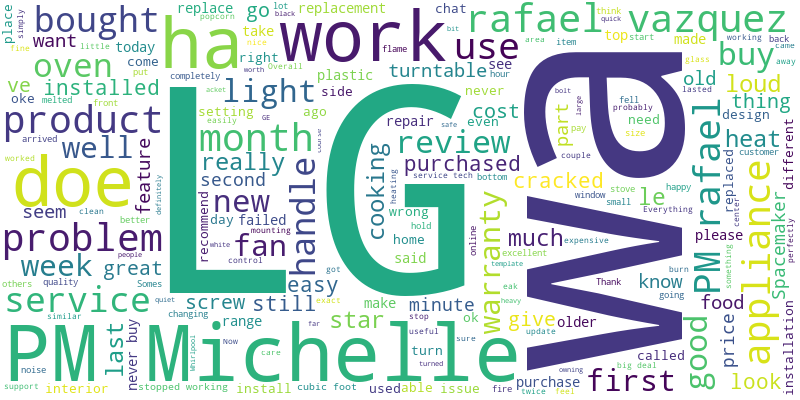 bought
ha
work
rafael
vazquez
LG
wa
PM
Michelle
doe
product
problem
service
oven
installed
ve
oke
want
today
come
place
simply
popcorn
replace
go
lot
black
replacement
take
nice
right
worth
Overall
chat
bit
use
think
quick
top
area
item
start
made
working
back
came
away
buy
fine
little
put
melted
front
arrived
worked
well
feature
completely
setting
ago
easily
acket
GE
light
plastic
side
flame
turntable
see
hour
never
cost
even
month
repair
safe
course
review
really
heating
cooking
service tech
bottom
purchased
second
handle
wrong
new
recommend
day
failed
mounting
home
hold
said
online
white
fan
control
got
warranty
seem
week
great
clean
definitely
better
people
others
quality
Somes
quiet
easy
exact
make
minute
screw
still
changing
template
eak
heavy
similar
range
star
ok
give
last
never buy
noise
Whirlpool
Now
far
stop
useful
sure
turn
turned
care
support
interior
stopped working
install
cubic foot
used
able
issue
fire
twice
feel
purchase
first
owning
big deal
called
price
good
look
installation
update
older
Thank
going
food
excellent
expensive
burn
much
know
Everything
window
small
please
center
something
PM
rafael
replaced
appliance
Spacemaker
perfectly
different
customer
happy
le
stove
cracked
couple
pay
size
need
part
bolt
large
fell
probably
glass
lasted
old
loud
thing
design
heat